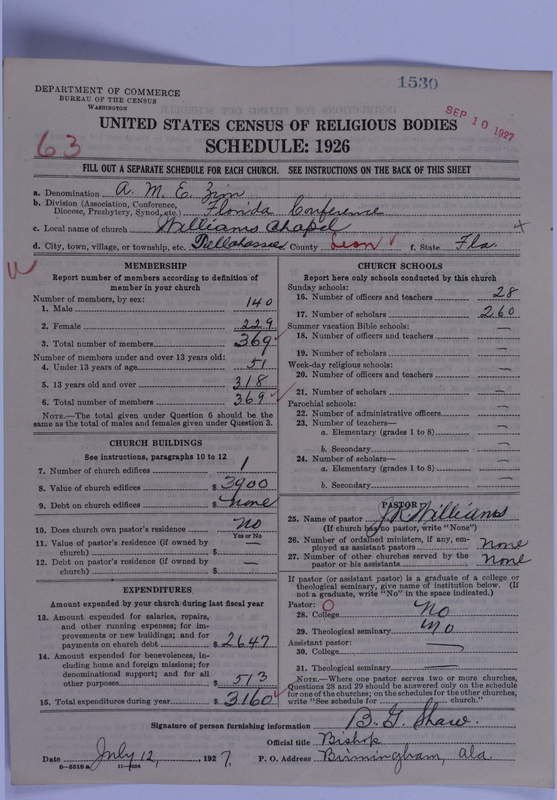 1530
DEPARTMENT OF COMMERCE
BUREAU OF THE CENSUS
WASHINGTON
SEP 10 1927
UNITED STATES CENSUS OF RELIGIOUS BODIES
SCHEDULE: 1926
63
FILL OUT A SEPARATE SCHEDULE FOR EACH CHURCH. SEE INSTRUCTIONS ON THE BACK OF THIS SHEET
a. Denomination A. M. E. Zion
b. Division (Association, Conference, Diocese, Presbytery, Synod, etc.) Florida Conference
c. Local name of church Williams Chapel
d. City, town, village, or township, etc. Tallahassee County Leon f. State Fla.
MEMBERSHIP
Report number of members according to definition of
member in your church
Number of members, by sex:
1. Male 140
2. Female 229
3. Total number of members 369
Number of members under and over 13 years old:
4. Under 13 years of age 51
5. 13 years old and over 318
6. Total number of members 369
NOTE.—The total given under Question 6 should be
same as the total of males and females given under Question 3.
CHURCH BUILDINGS
See instructions, paragraphs 10 to 12
7. Number of church edifices 1
8. Value of church edifices $ 3900
9. Debt on church edifices $ none
10. Does church own pastor's residence No
Yes or No
11. Value of pastor's residence (if owned by
church) $ —
12. Debt on pastor's residence (if owned by
church) $ —
EXPENDITURES
Amount expended by your church during last fiscal year
13. Amount expended for salaries, repairs,
and other running expenses; for im-
provements or new buildings; and for
payments on church debt $ 2647
14. Amount expended for benevolences, in-
cluding home and foreign missions; for
denominational support; and for all
other purposes $ 513
15. Total expenditures during year $ 3160
CHURCH SCHOOLS
Report here only schools conducted by this church
Sunday schools:
16. Number of officers and teachers 28
17. Number of scholars 260
Summer vacation Bible schools:
18. Number of officers and teachers —
19. Number of scholars —
Week-day religious schools:
20. Number of officers and teachers —
21. Number of scholars —
Parochial schools:
22. Number of administrative officers —
23. Number of teachers—
a. Elementary (grades 1 to 8) —
b. Secondary —
24. Number of scholars—
a. Elementary (grades 1 to 8) —
b. Secondary —
PASTOR
25. Name of pastor Williams
(If church has no pastor, write "None")
26. Number of ordained ministers, if any, em-
ployed as assistant pastors None
27. Number of other churches served by the
pastor or his assistants None
If pastor (or assistant pastor) is a graduate of a college or
theological seminary, give name of institution below. (If
not a graduate, write "No" in the space indicated.)
Pastor:
28. College No
29. Theological seminary No
Assistant pastor:
30. College —
31. Theological seminary —
NOTE.—Where one pastor serves two or more churches,
Questions 28 and 29 should be answered only on the schedule
for one of the churches; on the schedules for the other churches,
write "See schedule for ____ church."
Signature of person furnishing information B. G. Shaw.
Official title Bishop
Date July 12, 1927. P. O. Address Birmingham, Ala.